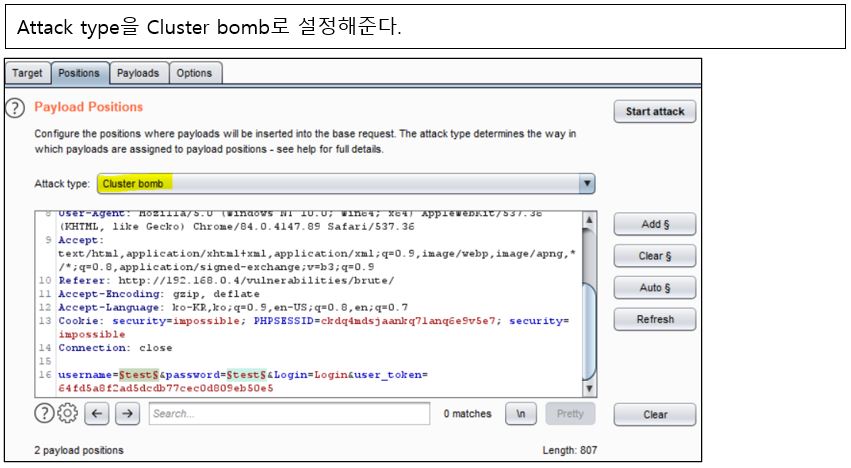 Attack type을 Cluster bomb로 설정해준다.
Target Positions Payloads Options
? Payload Positions
Start attack
Configure the positions where payloads will be inserted into the base request. The attack type determines the way in
which payloads are assigned to payload positions - see help for full details.
Attack type: Cluster bomb
8 User-Agent: Mozilla/5.0 (Windows NT 10.0; Win64; x64) AppleWebKit/537.36
(KHTML, like Gecko) Chrome/84.0.4147.89 Safari/537.36
9 Accept:
text/html,application/xhtml+xml,application/xml;q=0.9,image/webp,image/apng,*
/*;q=0.8,application/signed-exchange;v=b3;q=0.9
10 Referer: http://192.168.0.4/vulnerabilities/brute/
11 Accept-Encoding: gzip, deflate
12 Accept-Language: ko-KR,ko;q=0.9,en-US;q=0.8,en;q=0.7
13 Cookie: security=impossible; PHPSESSID=ckdq4mdsjaankq7lanq6e9v5e7; security=
impossible
14 Connection: close
15
16 username=§test§&password=§test§&Login=Login&user_token=
64fd5a8f2ad5dcdb77cec0d809eb50e5
Add §
Clear §
Auto §
Refresh
? Search... 0 matches \n Pretty Clear
2 payload positions Length: 807